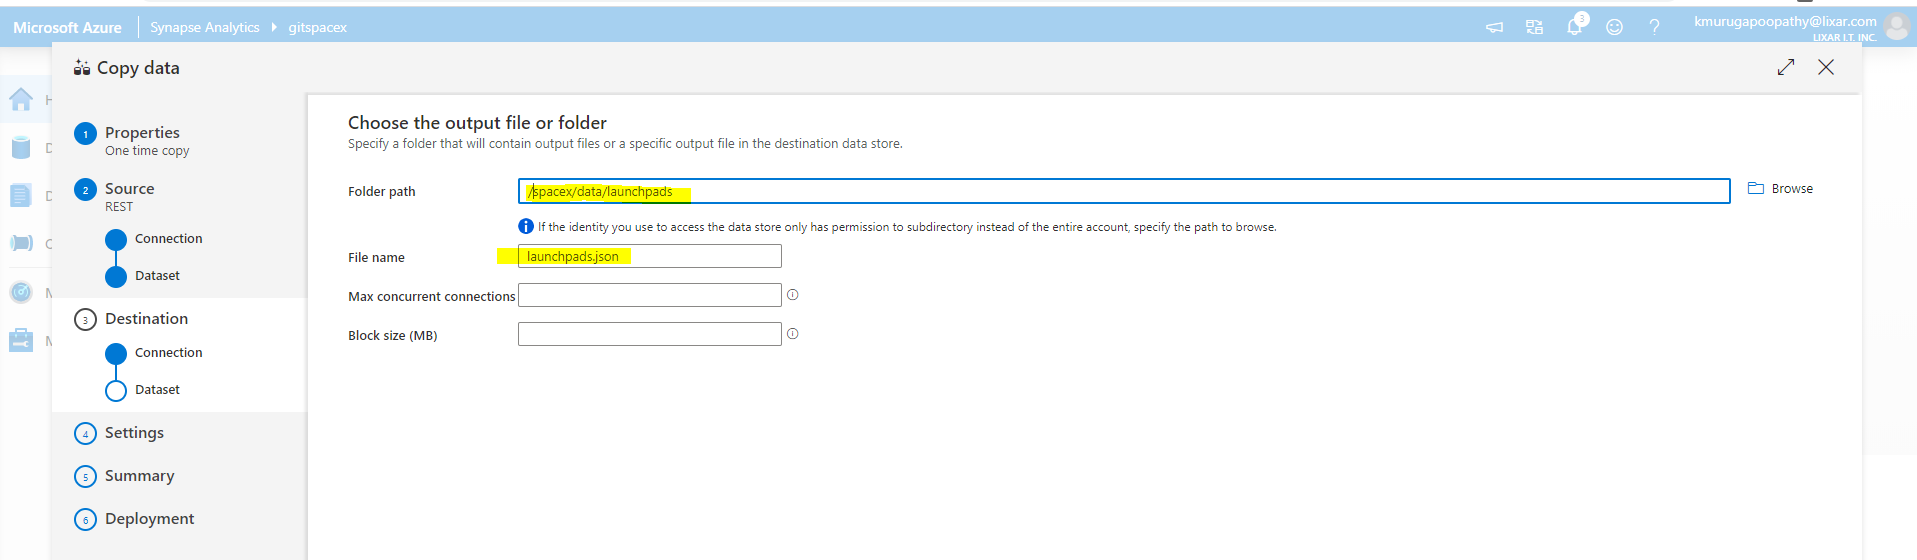 Microsoft Azure
Synapse Analytics
gitspacex
3
kmurugapoopathy@lixar.com
LIXAR I.T. INC.
Copy data
H
D
D
M
M
1
Properties
One time copy
2
Source
REST
Connection
Dataset
3
Destination
Connection
Dataset
4
Settings
5
Summary
6
Deployment
Choose the output file or folder
Specify a folder that will contain output files or a specific output file in the destination data store.
Folder path
/spacex/data/launchpads
Browse
If the identity you use to access the data store only has permission to subdirectory instead of the entire account, specify the path to browse.
File name
launchpads.json
Max concurrent connections
Block size (MB)